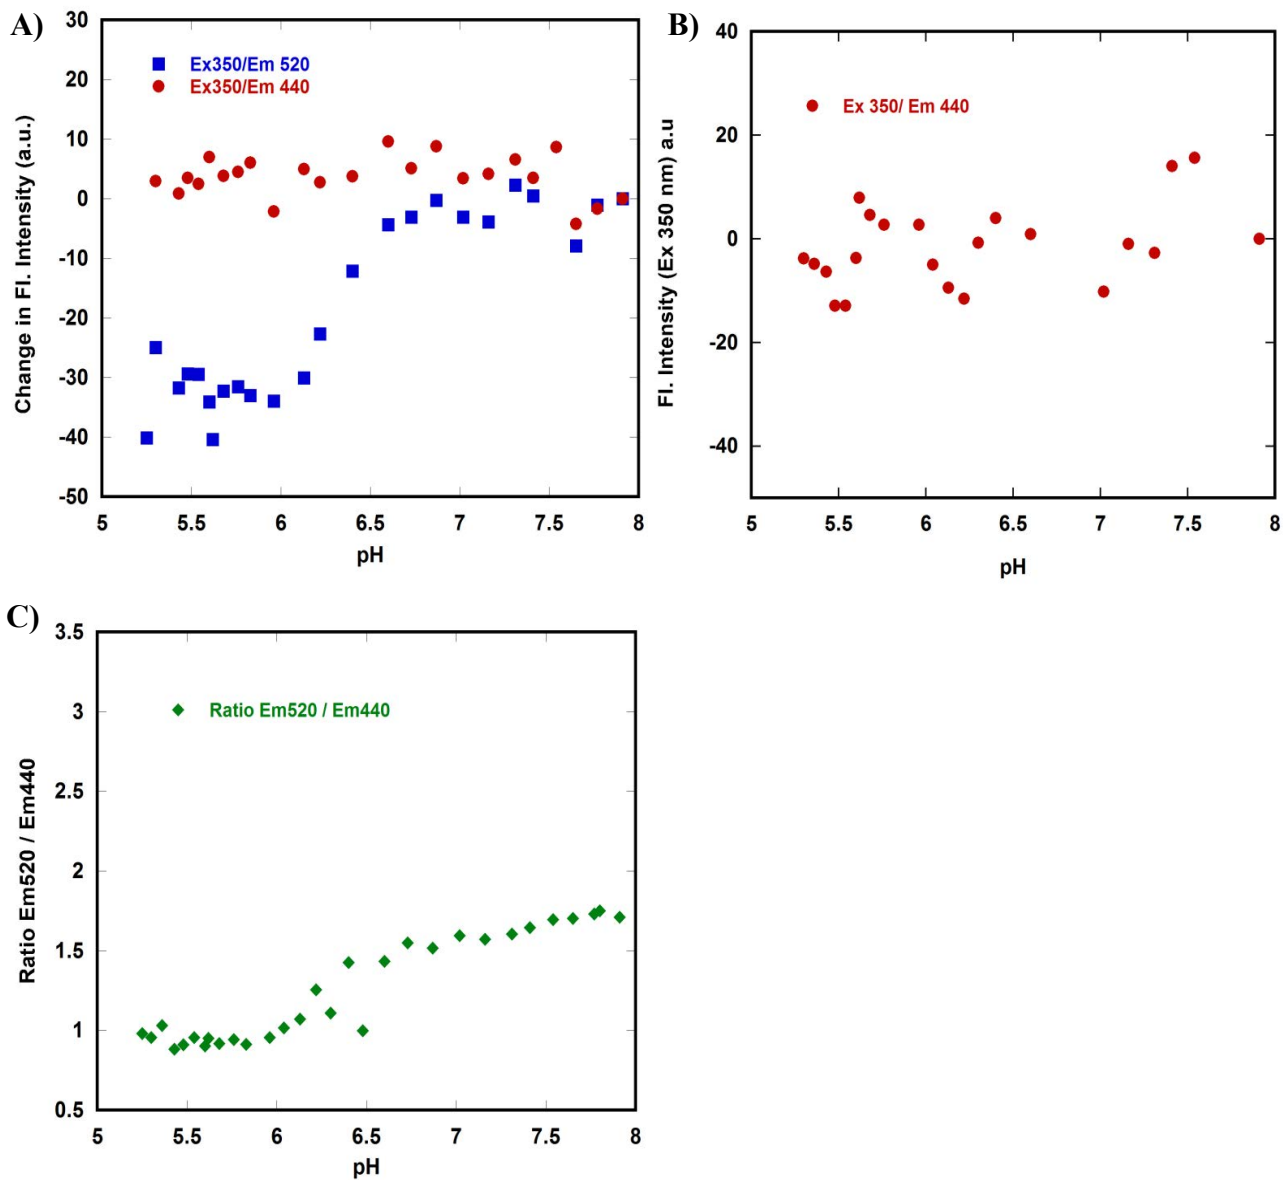 A)
30
20
10
0
-10
-20
-30
-40
-50
Change in Fl. Intensity (a.u.)
Ex350/Em 520
Ex350/Em 440
5 5.5 6 6.5 7 7.5 8
pH
B)
40
20
0
-20
-40
Fl. Intensity (Ex 350 nm) a.u
Ex 350/ Em 440
5 5.5 6 6.5 7 7.5 8
pH
C)
3.5
3
2.5
2
1.5
1
0.5
Ratio Em520 / Em440
Ratio Em520 / Em440
5 5.5 6 6.5 7 7.5 8
pH